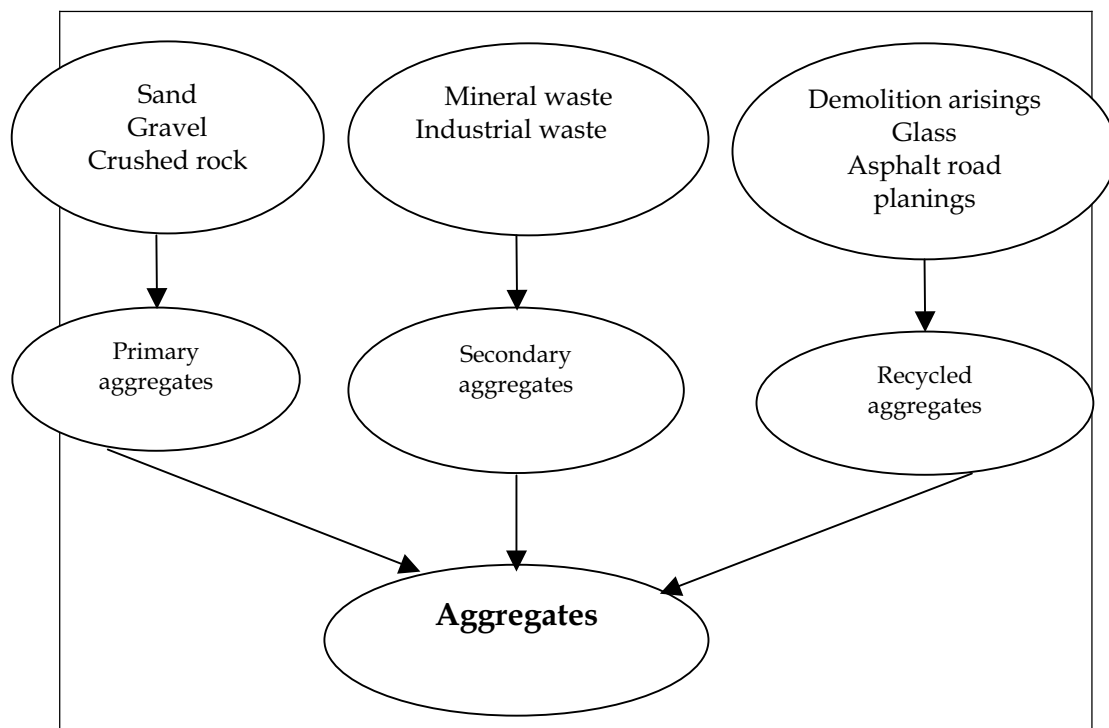 Sand
Gravel
Crushed rock
Mineral waste
Industrial waste
Demolition arisings
Glass
Asphalt road
planings
Primary
aggregates
Secondary
aggregates
Recycled
aggregates
Aggregates